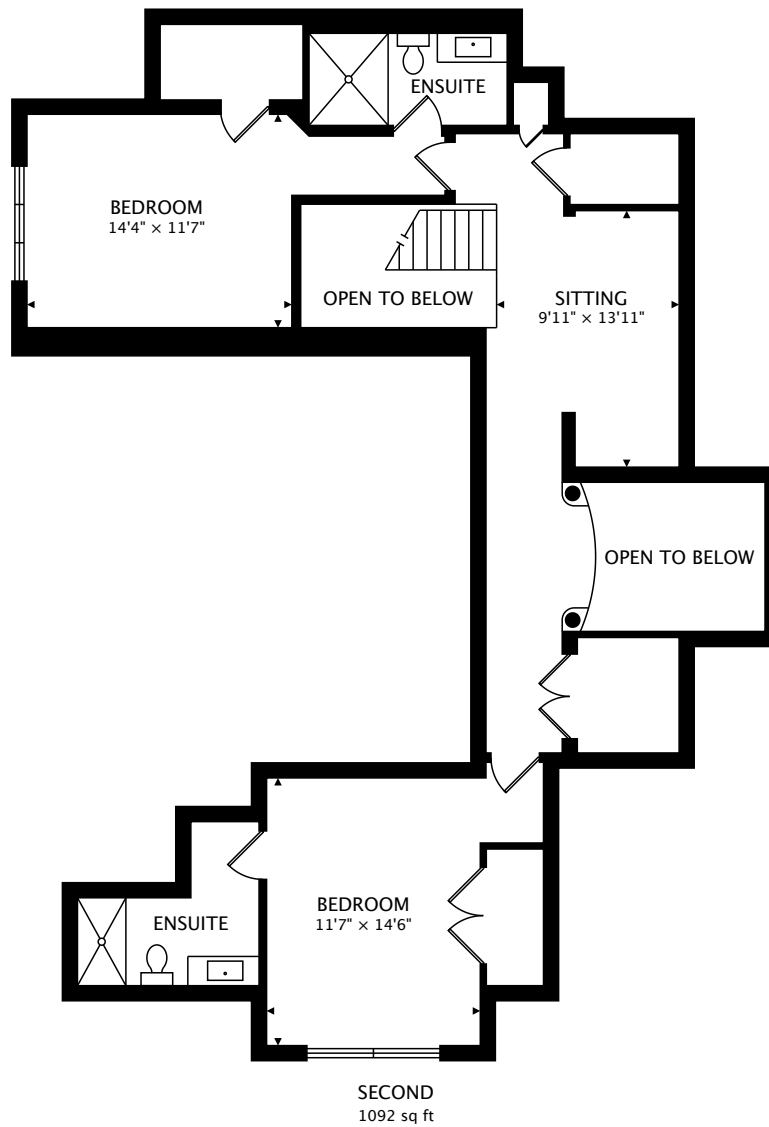 ENSUITE
BEDROOM
14'4" × 11'7"
OPEN TO BELOW
SITTING
9'11" × 13'11"
OPEN TO BELOW
BEDROOM
11'7" × 14'6"
ENSUITE
SECOND
1092 sq ft